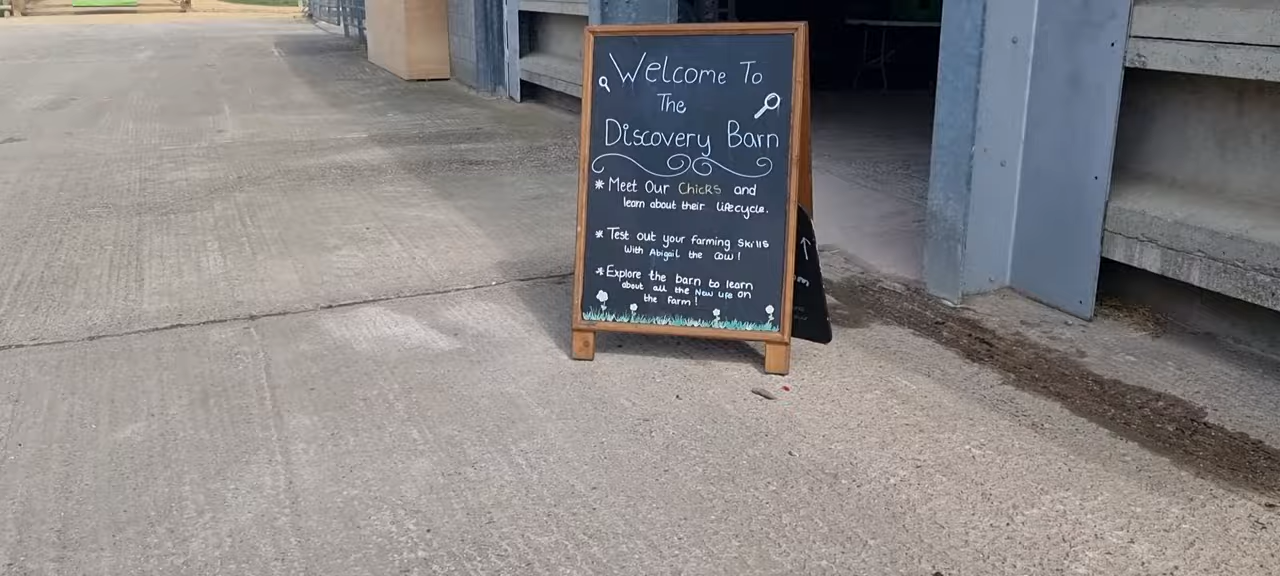 Welcome To
The
Discovery Barn
* Meet Our Chicks and
learn about their lifecycle.
* Test out your farming skills
with Abigail the Cow!
* Explore the barn to learn
about all the New life on
the farm!